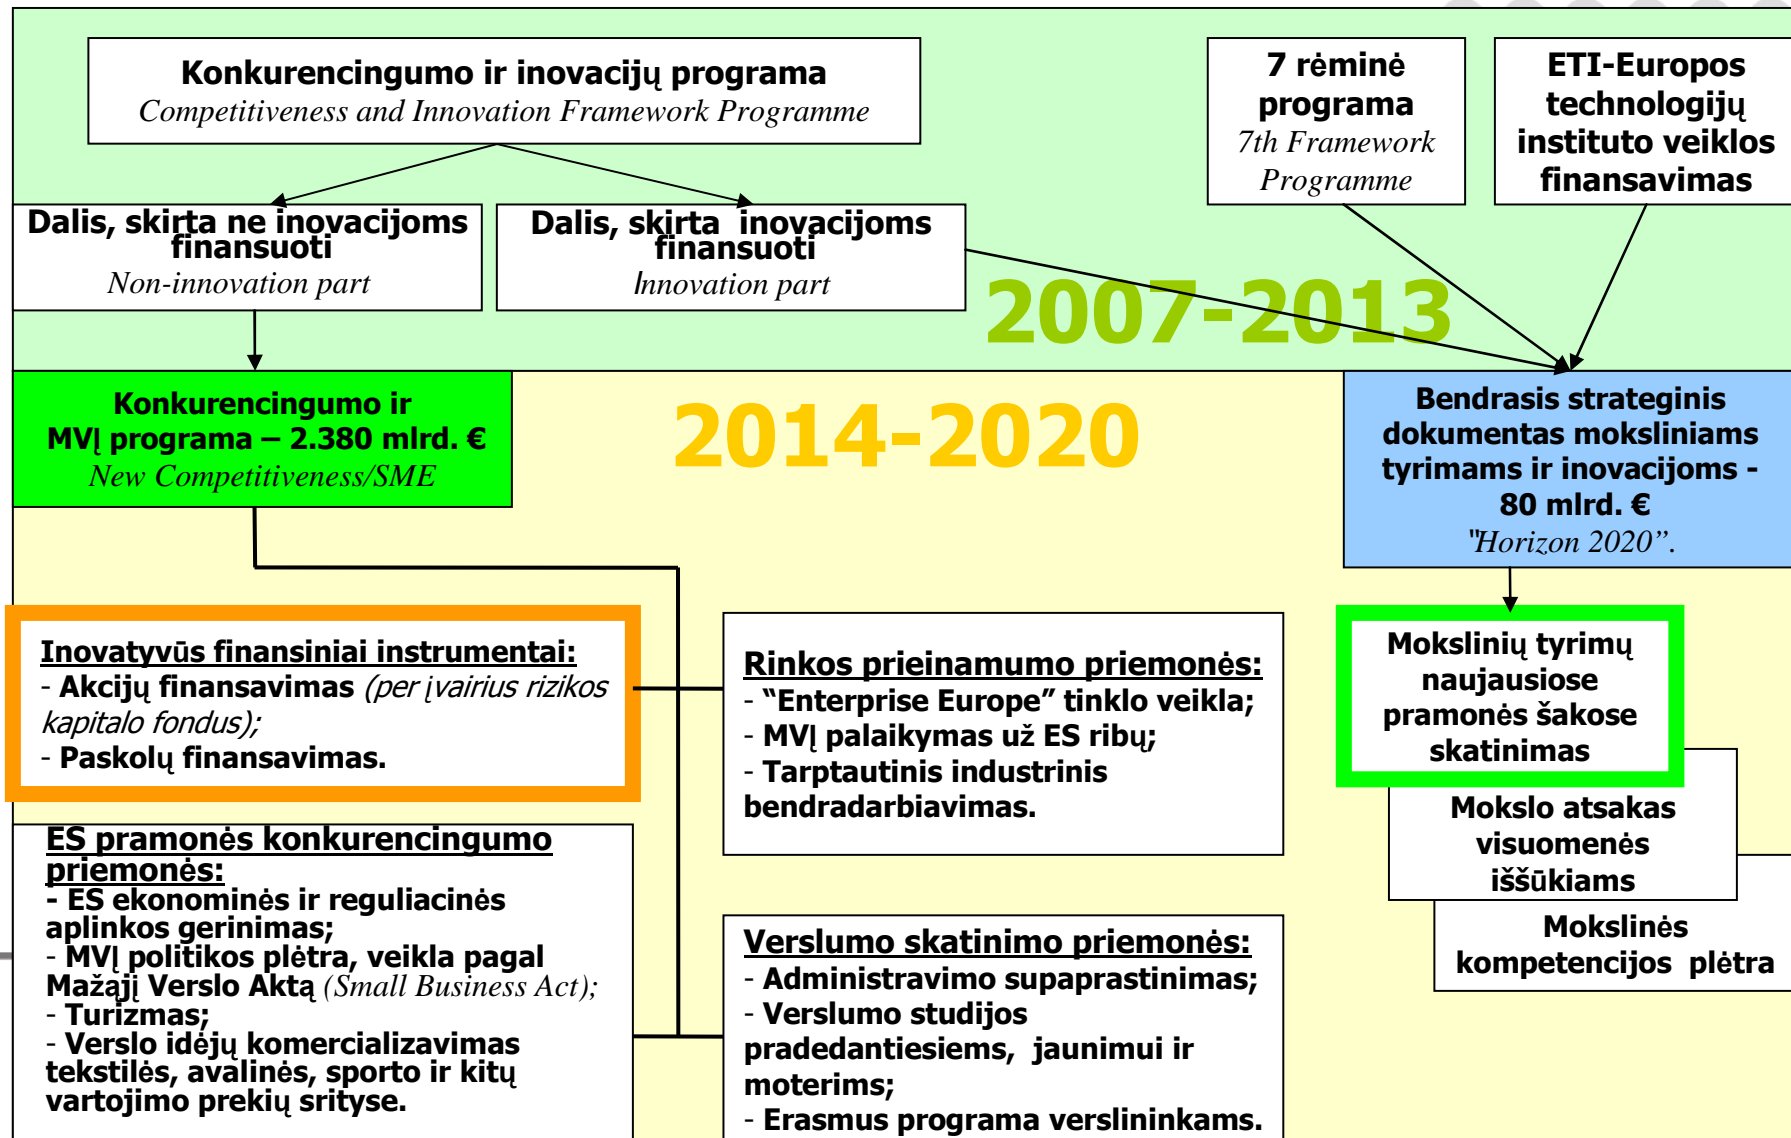 Konkurencingumo ir inovacijų programa
Competitiveness and Innovation Framework Programme
7 rėminė
programa
7th Framework
Programme
ETI-Europos
technologijų
instituto veiklos
finansavimas
Dalis, skirta ne inovacijoms
finansuoti
Non-innovation part
Dalis, skirta inovacijoms
finansuoti
Innovation part
2007-2013
Konkurencingumo ir
MVĮ programa – 2.380 mlrd. €
New Competitiveness/SME
2014-2020
Bendrasis strateginis
dokumentas moksliniams
tyrimams ir inovacijoms -
80 mlrd. €
"Horizon 2020”.
Inovatyvūs finansiniai instrumentai:
- Akcijų finansavimas (per įvairius rizikos
kapitalo fondus);
- Paskolų finansavimas.
Rinkos prieinamumo priemonės:
- “Enterprise Europe” tinklo veikla;
- MVĮ palaikymas už ES ribų;
- Tarptautinis industrinis
bendradarbiavimas.
Mokslinių tyrimų
naujausiose
pramonės šakose
skatinimas
Mokslo atsakas
visuomenės
iššūkiams
Mokslinės
kompetencijos plėtra
ES pramonės konkurencingumo
priemonės:
- ES ekonominės ir reguliacinės
aplinkos gerinimas;
- MVĮ politikos plėtra, veikla pagal
Mažąjį Verslo Aktą (Small Business Act);
- Turizmas;
- Verslo idėjų komercializavimas
tekstilės, avalinės, sporto ir kitų
vartojimo prekių srityse.
Verslumo skatinimo priemonės:
- Administravimo supaprastinimas;
- Verslumo studijos
pradedantiesiems, jaunimui ir
moterims;
- Erasmus programa verslininkams.